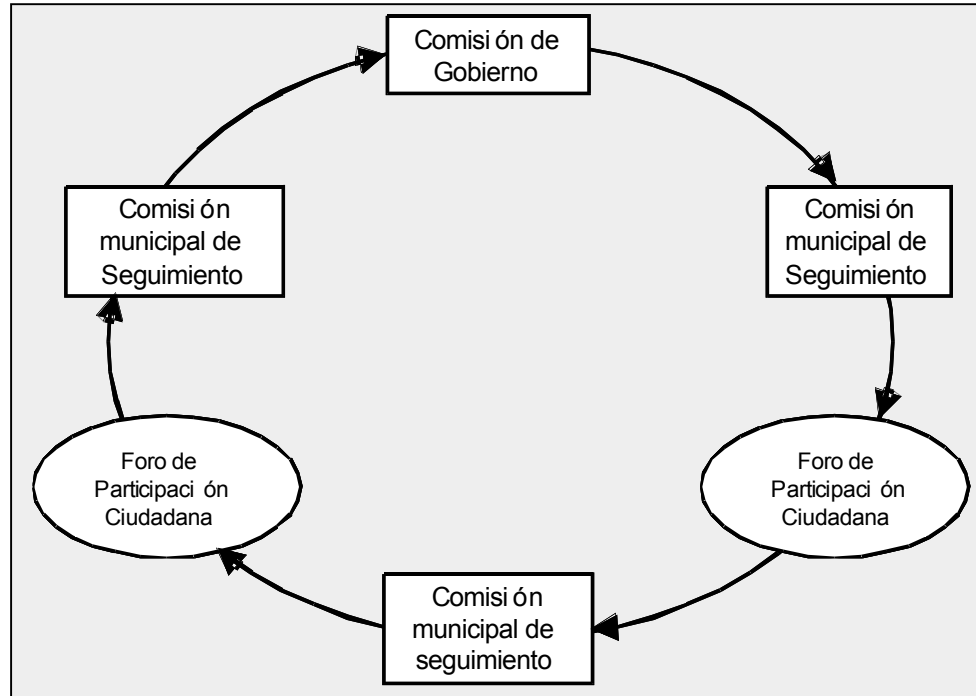 Comisi ón de
Gobierno
Comisi ón
municipal de
Seguimiento
Comisi ón
municipal de
Seguimiento
Foro de
Participaci ón
Ciudadana
Foro de
Participaci ón
Ciudadana
Comisi ón
municipal de
seguimiento